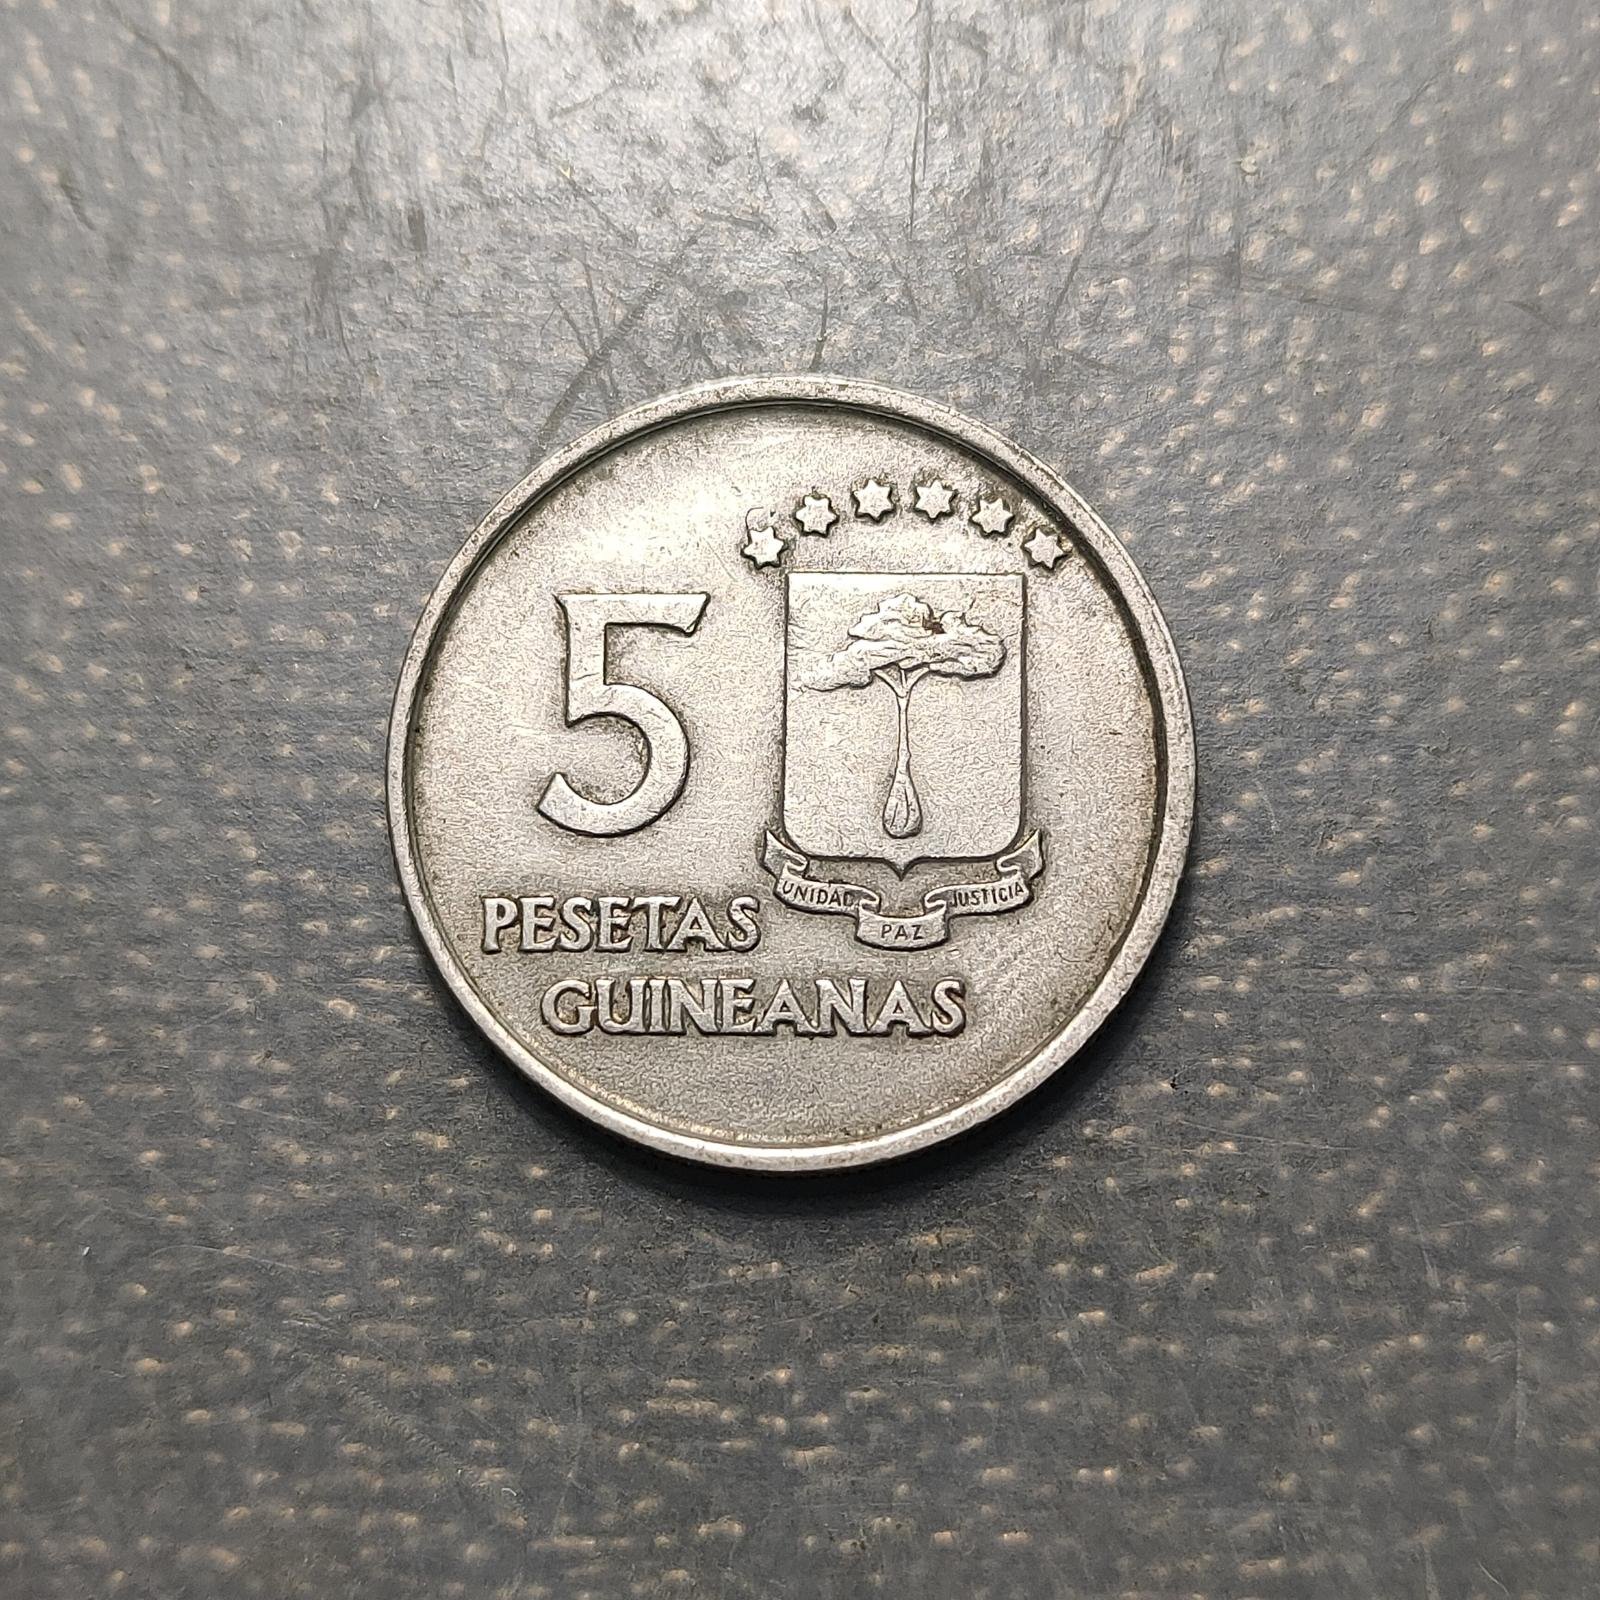 5
PESETAS
GUINEANAS
UNIDAD
PAZ
JUSTICIA